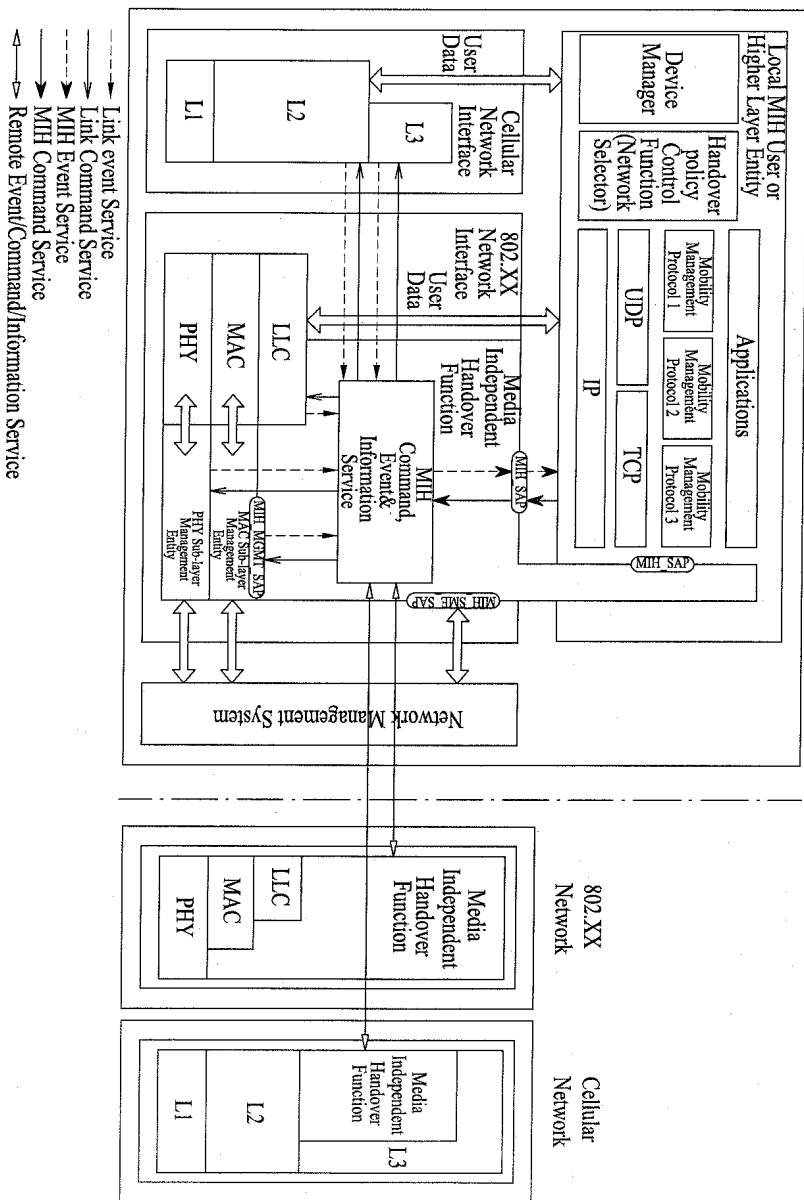 Local MIH User or
Higher Layer Entity
Device
Manager
Handover
policy
Control
Function
(Network
Selector)
Applications
Mobility
Management
Protocol 1
Mobility
Management
Protocol 2
Mobility
Management
Protocol 3
UDP
TCP
IP
MIH_SAP
MIH_SAP
User
Data
Cellular
Network
Interface
L3
L2
L1
802.XX
Network
Interface
User
Data
Media
Independent
Handover
Function
MIH
Command,
Event&
Information
Service
MIH_SME_SAP
LLC
MAC
PHY
MIH_MGMT_SAP
MAC Sub-layer
Management
Entity
PHY Sub-layer
Management
Entity
Network Management System
802.XX
Network
Media
Independent
Handover
Function
LLC
MAC
PHY
Cellular
Network
Media
Independent
Handover
Function
L3
L2
L1
Link event Service
Link Command Service
MIH Event Service
MIH Command Service
Remote Event/Command/Information Service